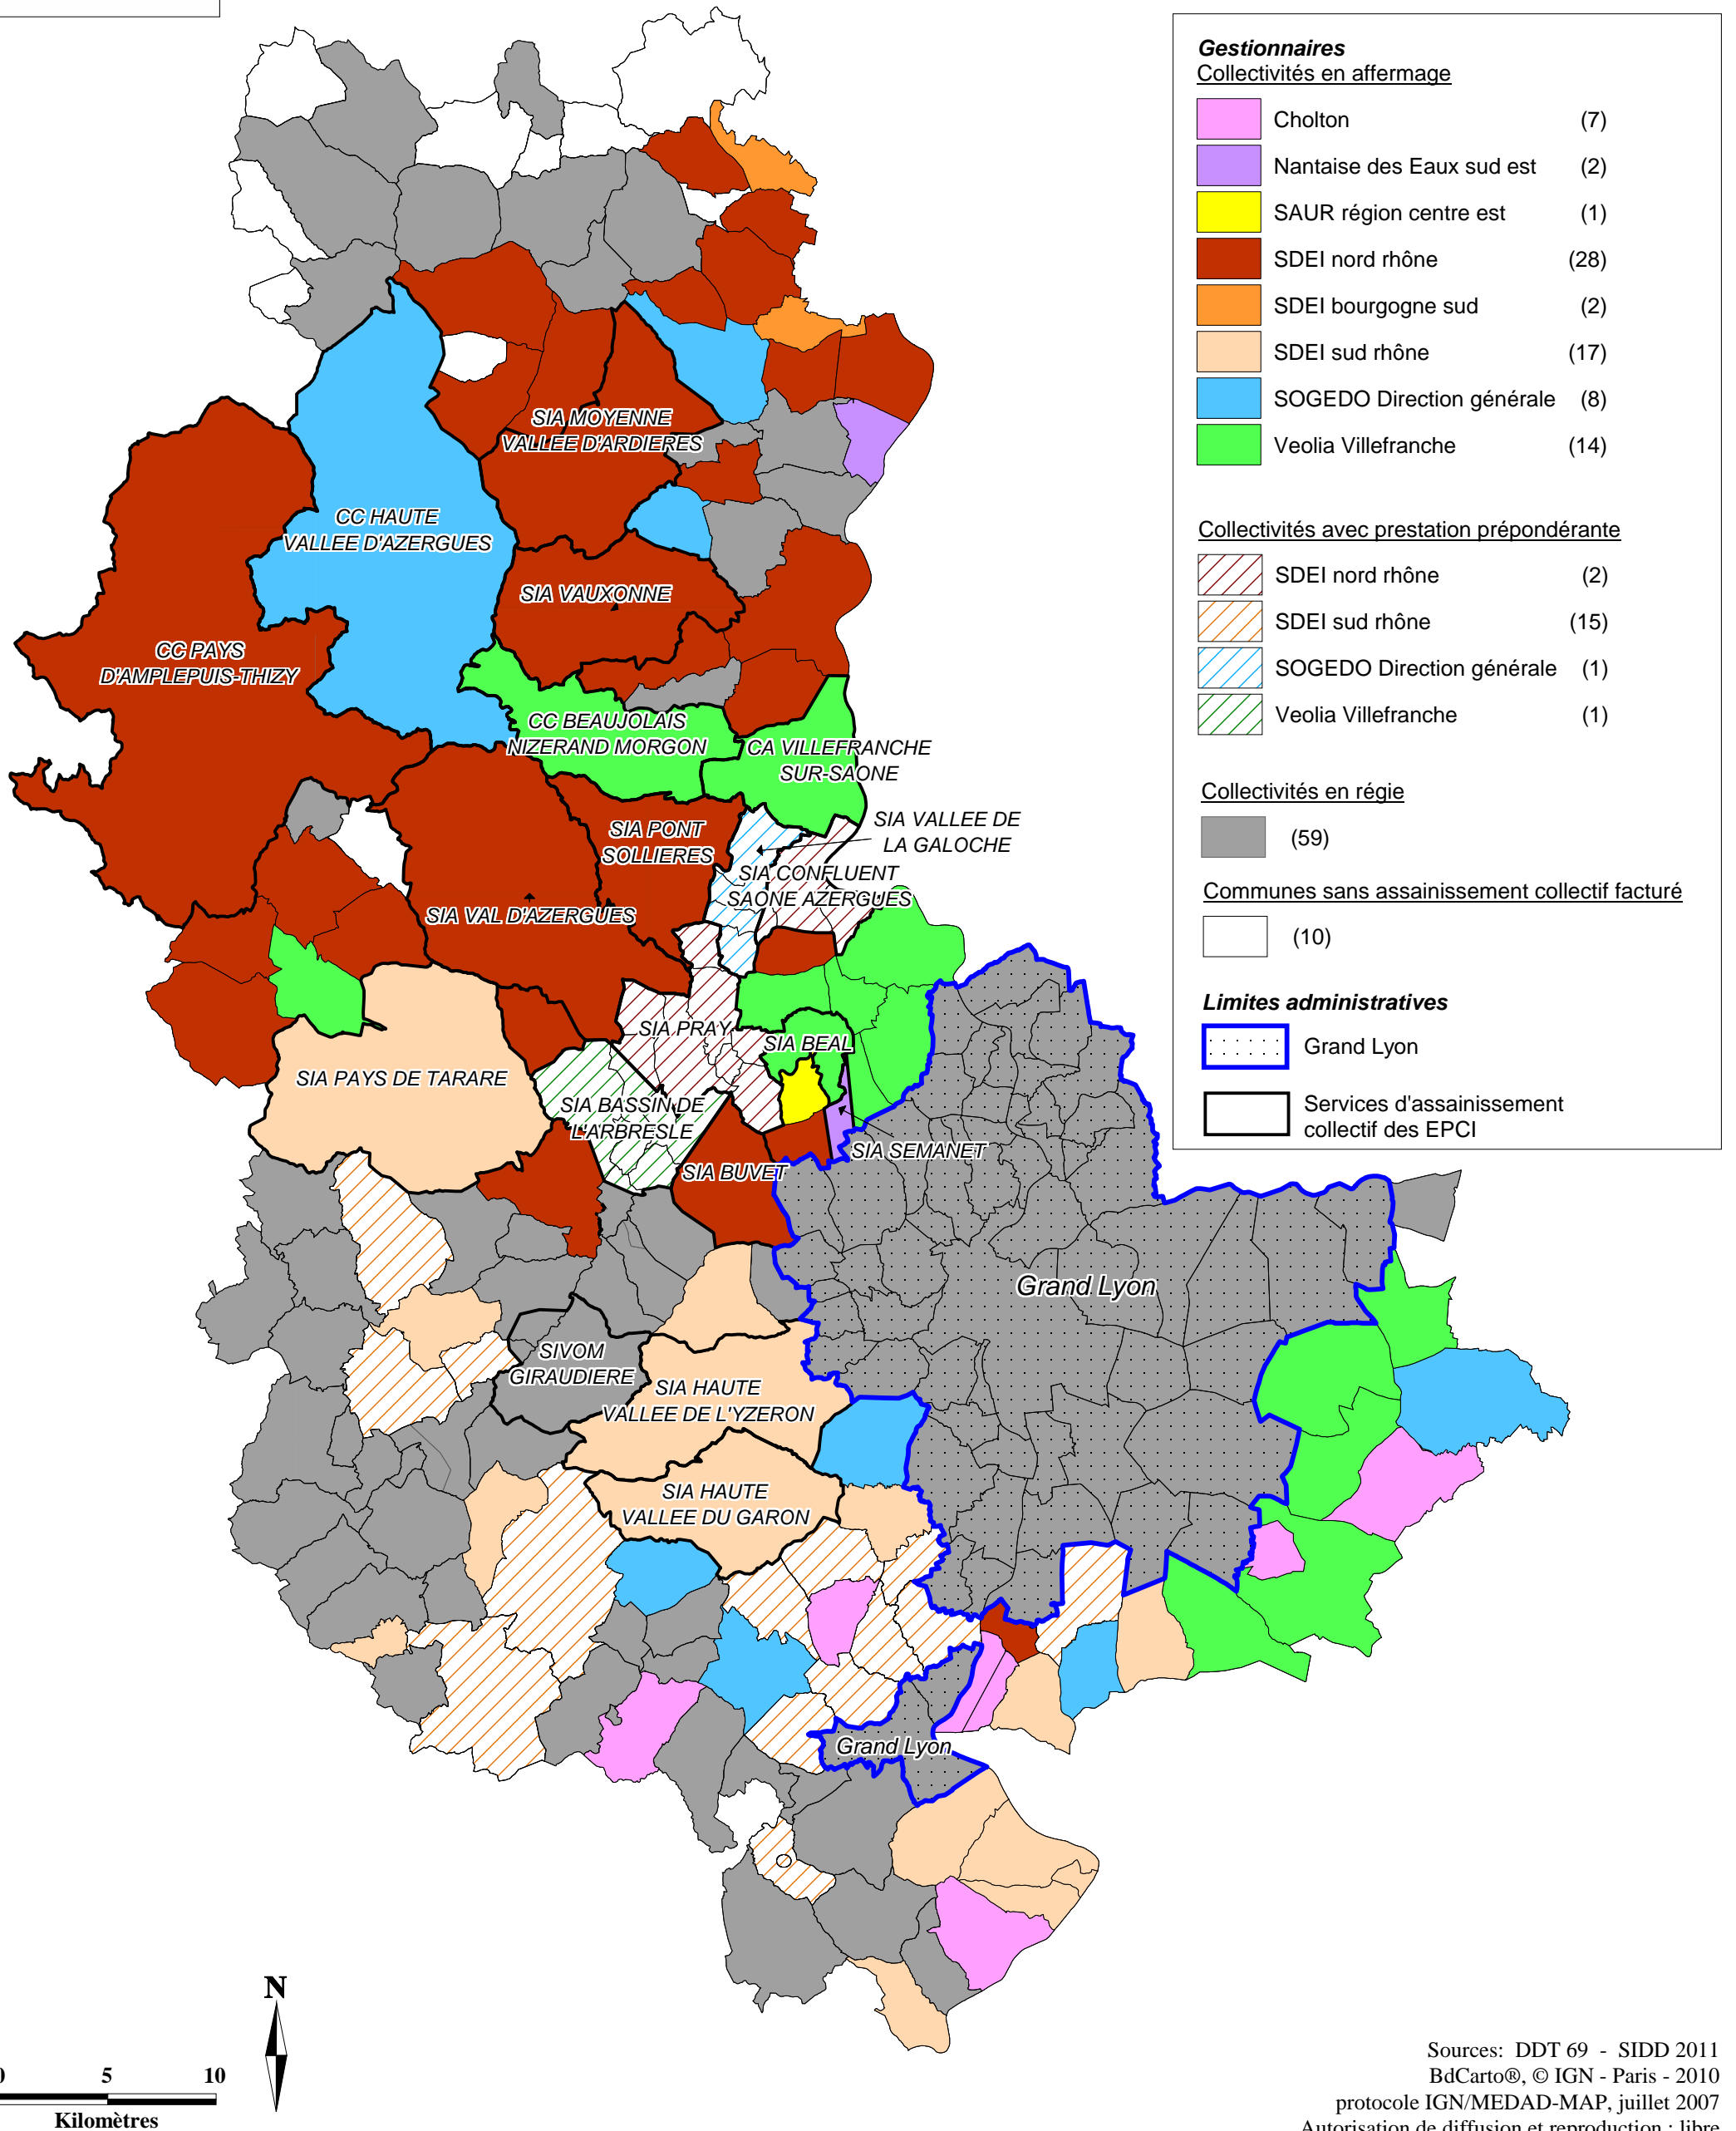 Gestionnaires
Collectivités en affermage
Cholton (7)
Nantaise des Eaux sud est (2)
SAUR région centre est (1)
SDEI nord rhône (28)
SDEI bourgogne sud (2)
SDEI sud rhône (17)
SOGEDO Direction générale (8)
Veolia Villefranche (14)
Collectivités avec prestation prépondérante
SDEI nord rhône (2)
SDEI sud rhône (15)
SOGEDO Direction générale (1)
Veolia Villefranche (1)
Collectivités en régie
(59)
Communes sans assainissement collectif facturé
(10)
Limites administratives
Grand Lyon
Services d'assainissement
collectif des EPCI
SIA MOYENNE
VALLEE D'ARDIERES
CC HAUTE
VALLEE D'AZERGUES
SIA VAUXONNE
CC PAYS
D'AMPLEPUIS-THIZY
CC BEAUJOLAIS
NIZERAND MORGON
CA VILLEFRANCHE
SUR-SAONE
SIA VALLEE DE
LA GALOCHE
SIA PONT
SOLLIERES
SIA CONFLUENT
SAONE AZERGUES
SIA VAL D'AZERGUES
SIA PRAY
SIA BEAL
SIA PAYS DE TARARE
SIA BASSIN DE
L'ARBRESLE
SIA SEMANET
SIA BUVET
Grand Lyon
SIVOM
GIRAUDIERE
SIA HAUTE
VALLEE DE L'YZERON
SIA HAUTE
VALLEE DU GARON
Grand Lyon
N
0 5 10
Kilomètres
Sources: DDT 69 - SIDD 2011
BdCarto®, © IGN - Paris - 2010
protocole IGN/MEDAD-MAP, juillet 2007
Autorisation de diffusion et reproduction : libre